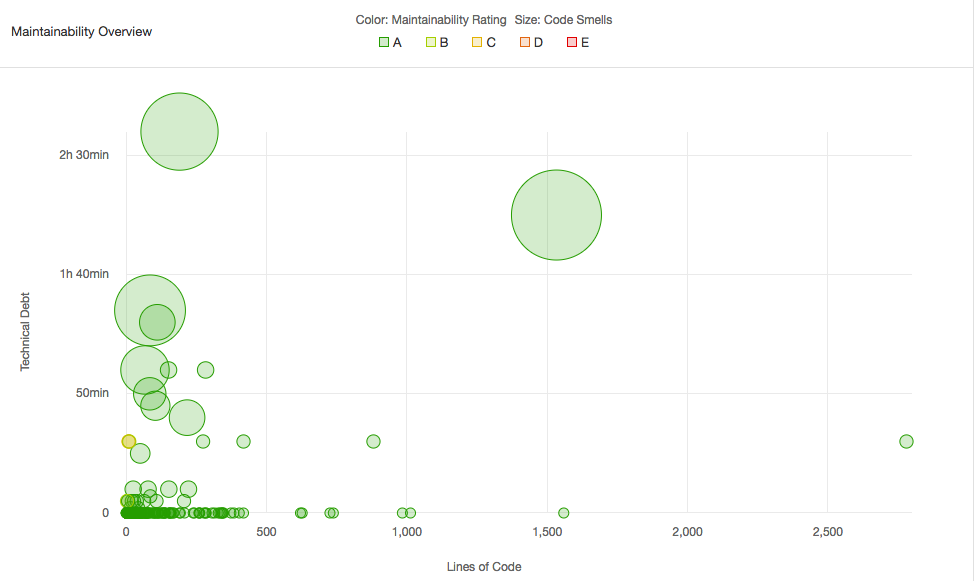 Color: Maintainability Rating Size: Code Smells
Maintainability Overview
A B C D E
2h 30min
1h 40min
Technical Debt
50min
0
0 500 1,000 1,500 2,000 2,500
Lines of Code